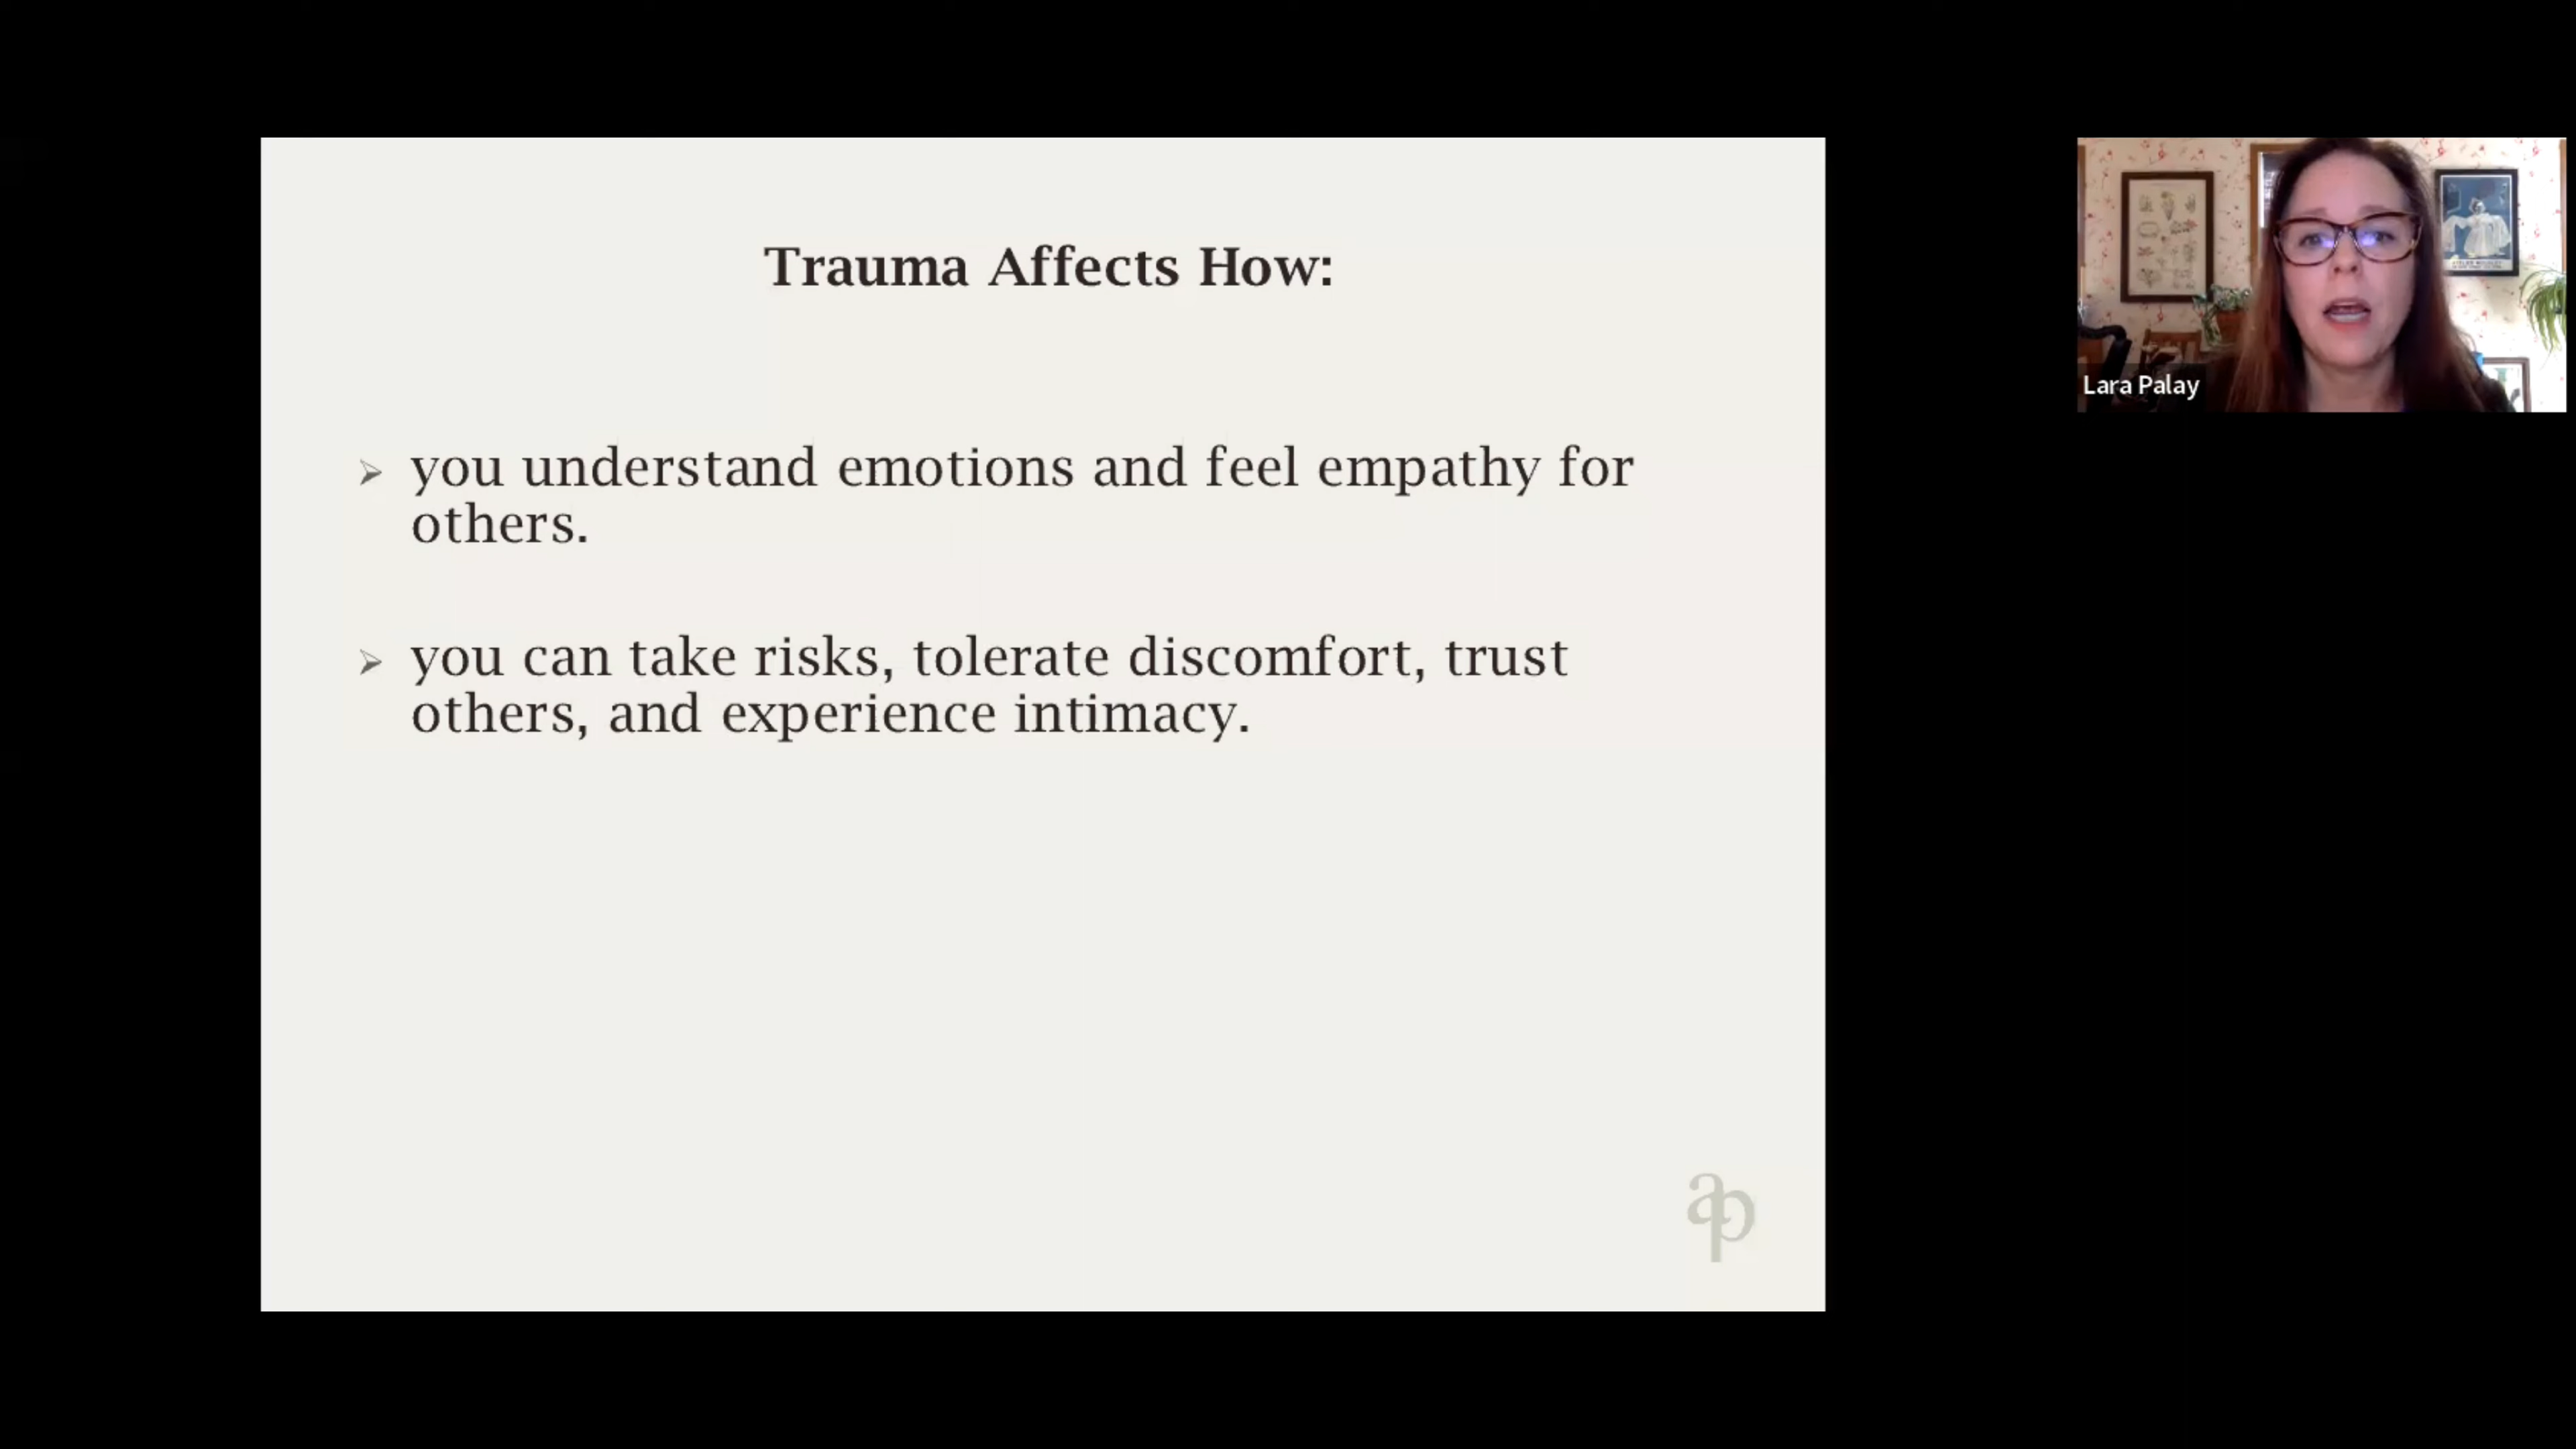 Trauma Affects How:
you understand emotions and feel empathy for
others.
you can take risks, tolerate discomfort, trust
others, and experience intimacy.
ap
Lara Palay